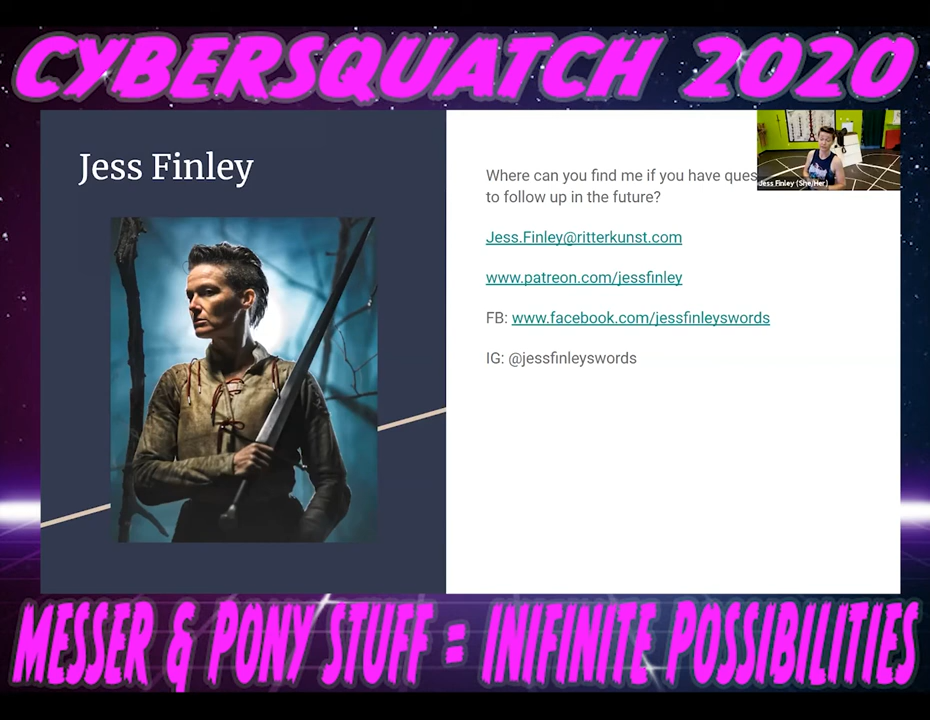 CYBERSQUATCH 2020
Jess Finley
Where can you find me if you have ques
to follow up in the future?
Jess Finley (She/Her)
Jess.Finley@ritterkunst.com
www.patreon.com/jessfinley
FB: www.facebook.com/jessfinleyswords
IG: @jessfinleyswords
MESSER & PONY STUFF = INIFINITE POSSIBILITIES